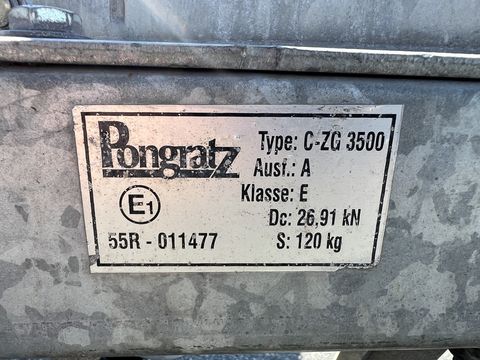 Pongratz
Type: C-ZG 3500
Ausf.: A
Klasse: E
E1
Dc: 26,91 kN
55R - 011477
S: 120 kg